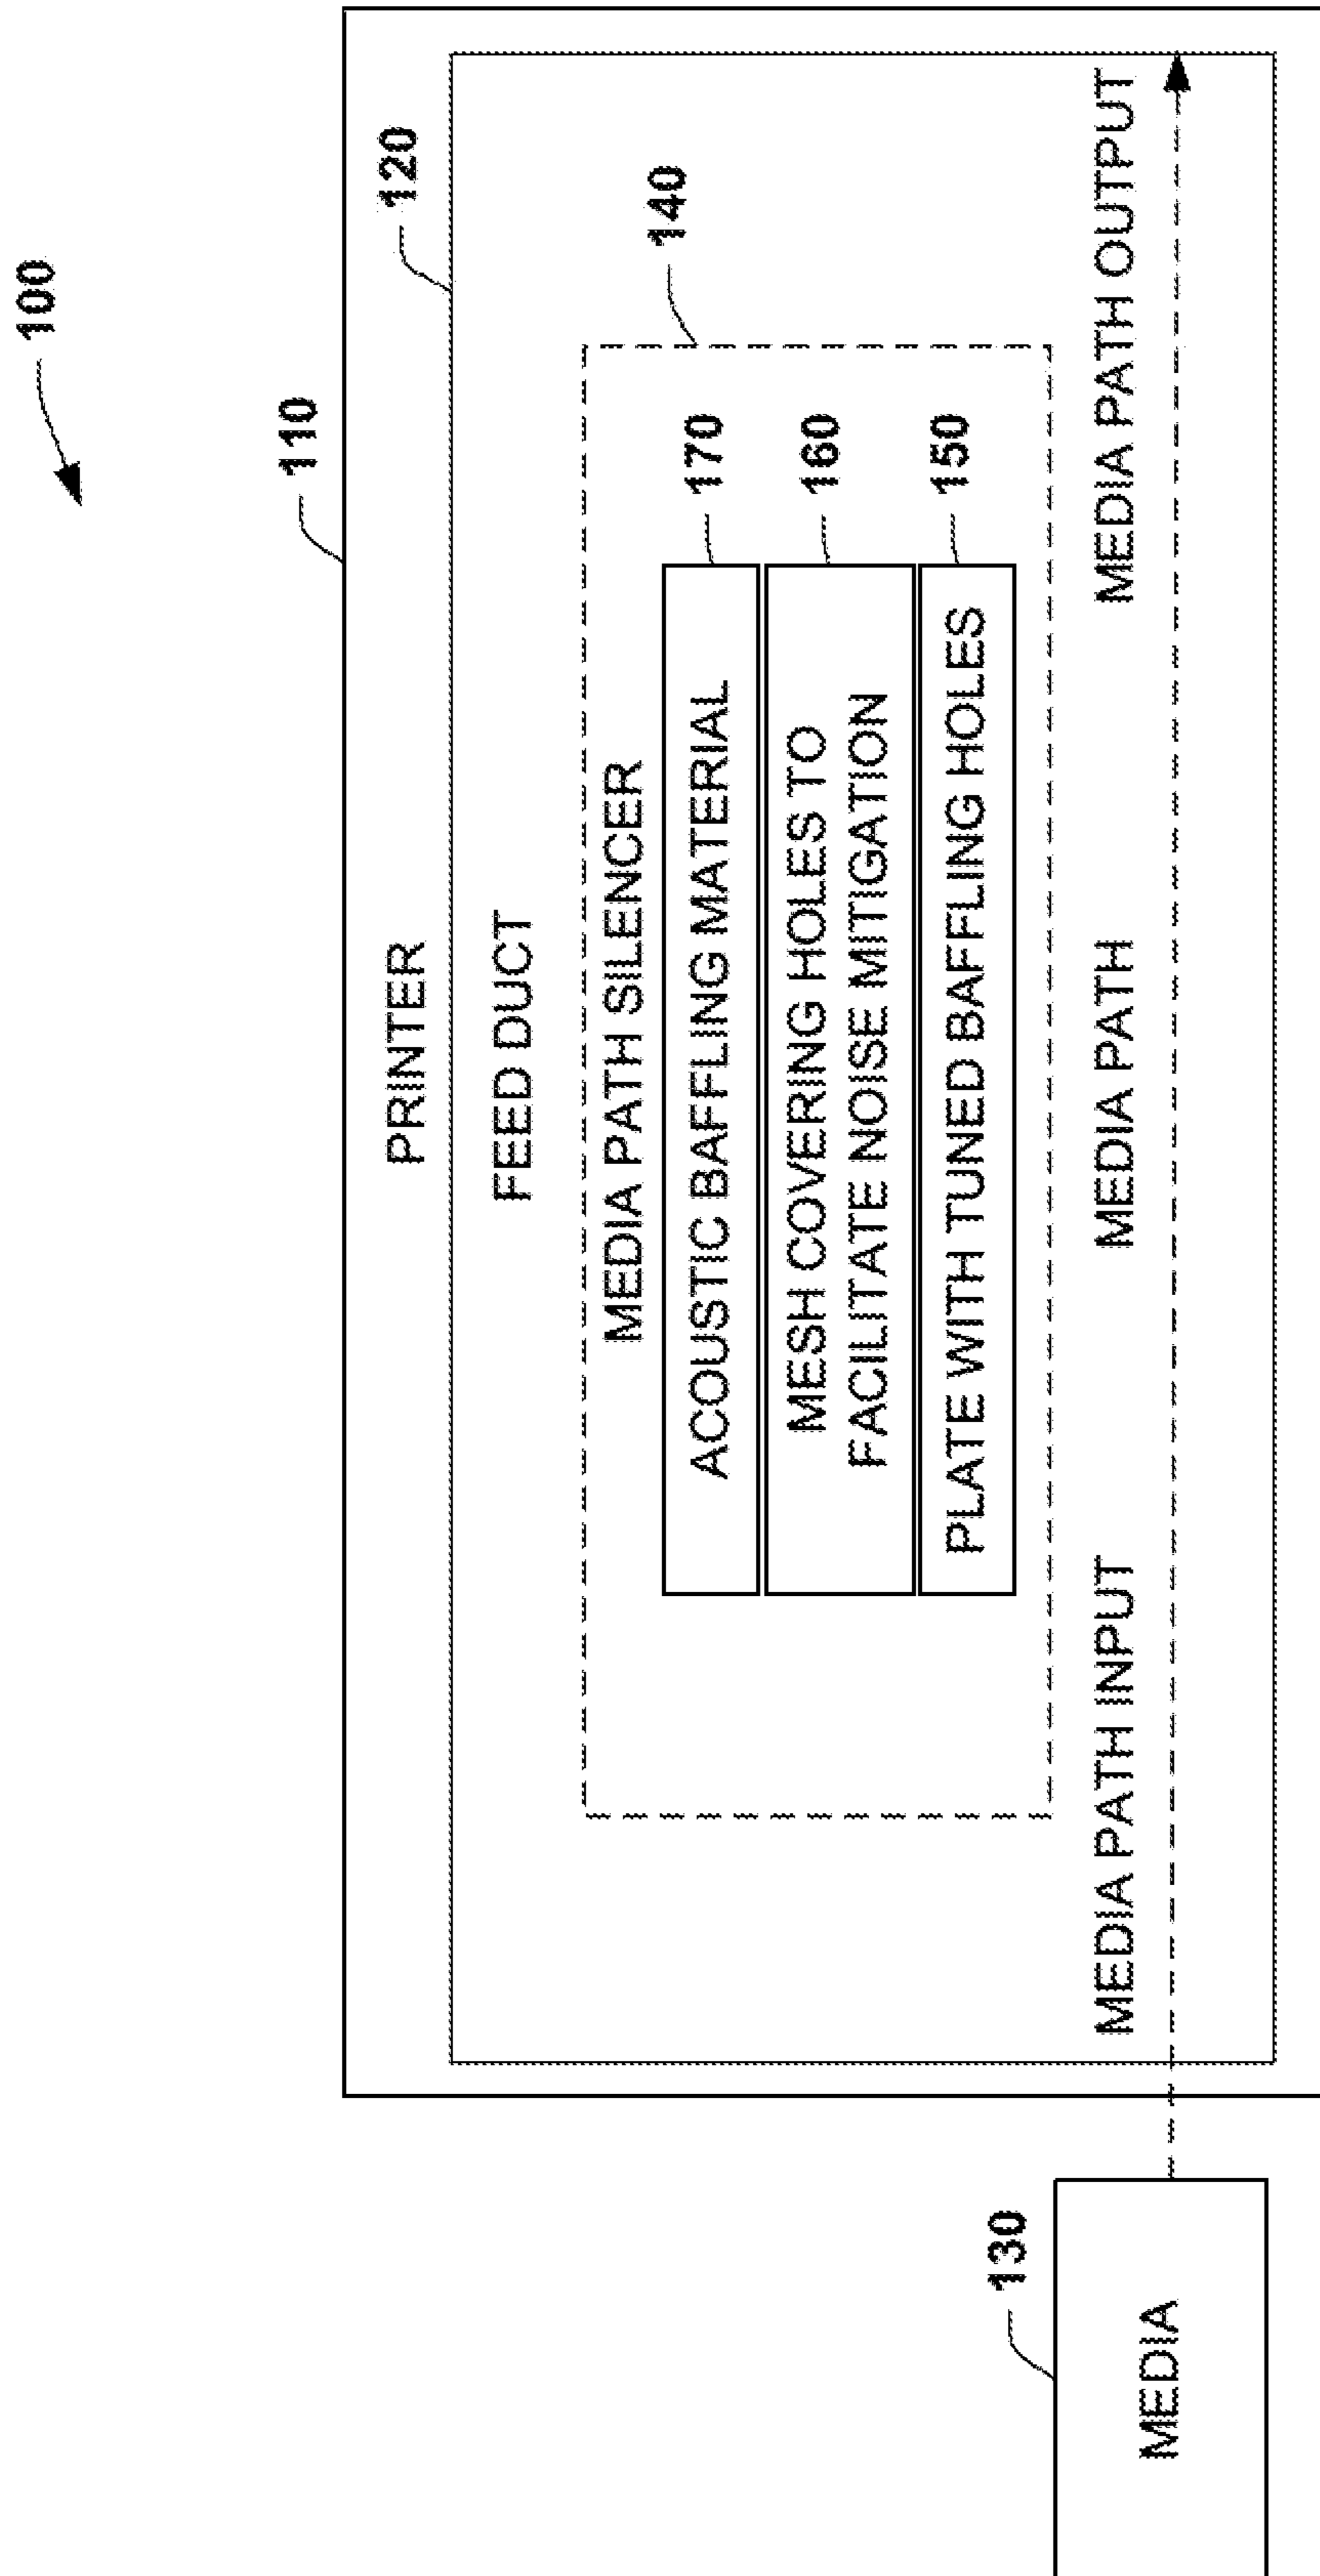 100
110
PRINTER
120
FEED DUCT
140
MEDIA PATH SILENCER
ACOUSTIC BAFFLING MATERIAL
170
MESH COVERING HOLES TO
FACILITATE NOISE MITIGATION
160
PLATE WITH TUNED BAFFLING HOLES
150
130
MEDIA
MEDIA PATH INPUT
MEDIA PATH
MEDIA PATH OUTPUT